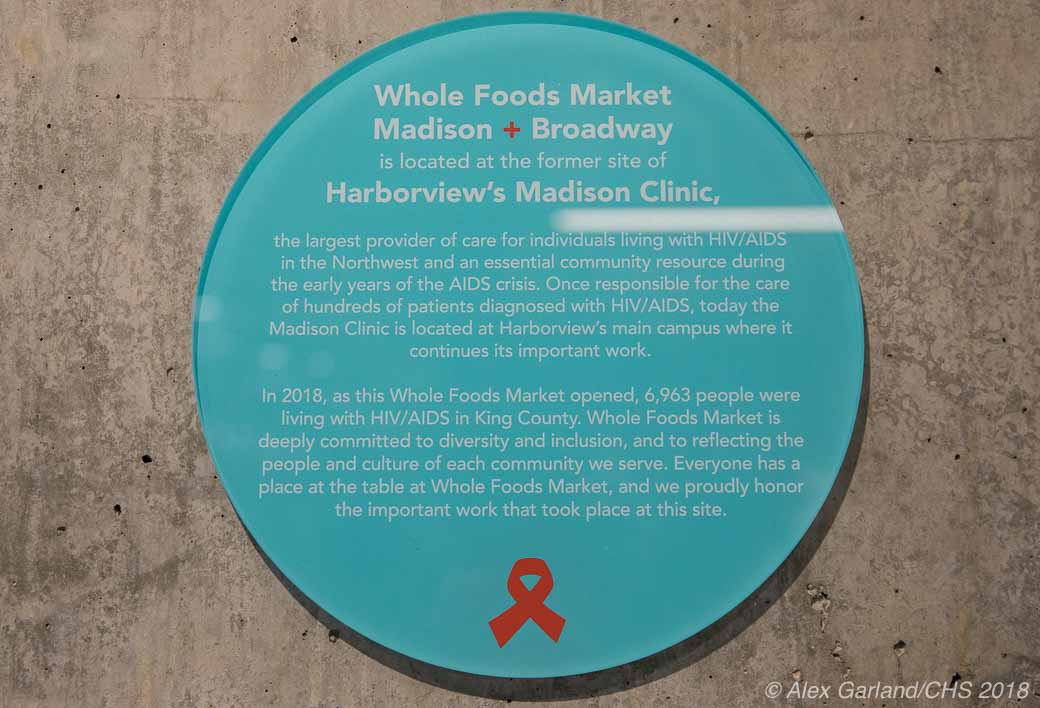 Whole Foods Market
Madison + Broadway
is located at the former site of
Harborview's Madison Clinic,
the largest provider of care for individuals living with HIV/AIDS
in the Northwest and an essential community resource during
the early years of the AIDS crisis. Once responsible for the care
of hundreds of patients diagnosed with HIV/AIDS, today the
Madison Clinic is located at Harborview's main campus where it
continues its important work.
In 2018, as this Whole Foods Market opened, 6,963 people were
living with HIV/AIDS in King County. Whole Foods Market is
deeply committed to diversity and inclusion, and to reflecting the
people and culture of each community we serve. Everyone has a
place at the table at Whole Foods Market, and we proudly honor
the important work that took place at this site.
© Alex Garland/CHS 2018